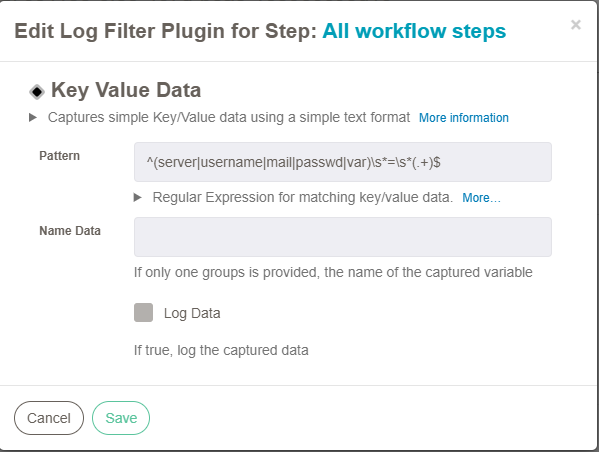 Edit Log Filter Plugin for Step: All workflow steps ×
Key Value Data
Captures simple Key/Value data using a simple text format More information
Pattern ^(server|username|mail|passwd|var)\s*=\s*(.+)$
Regular Expression for matching key/value data. More...
Name Data
If only one groups is provided, the name of the captured variable
Log Data
If true, log the captured data
Cancel Save